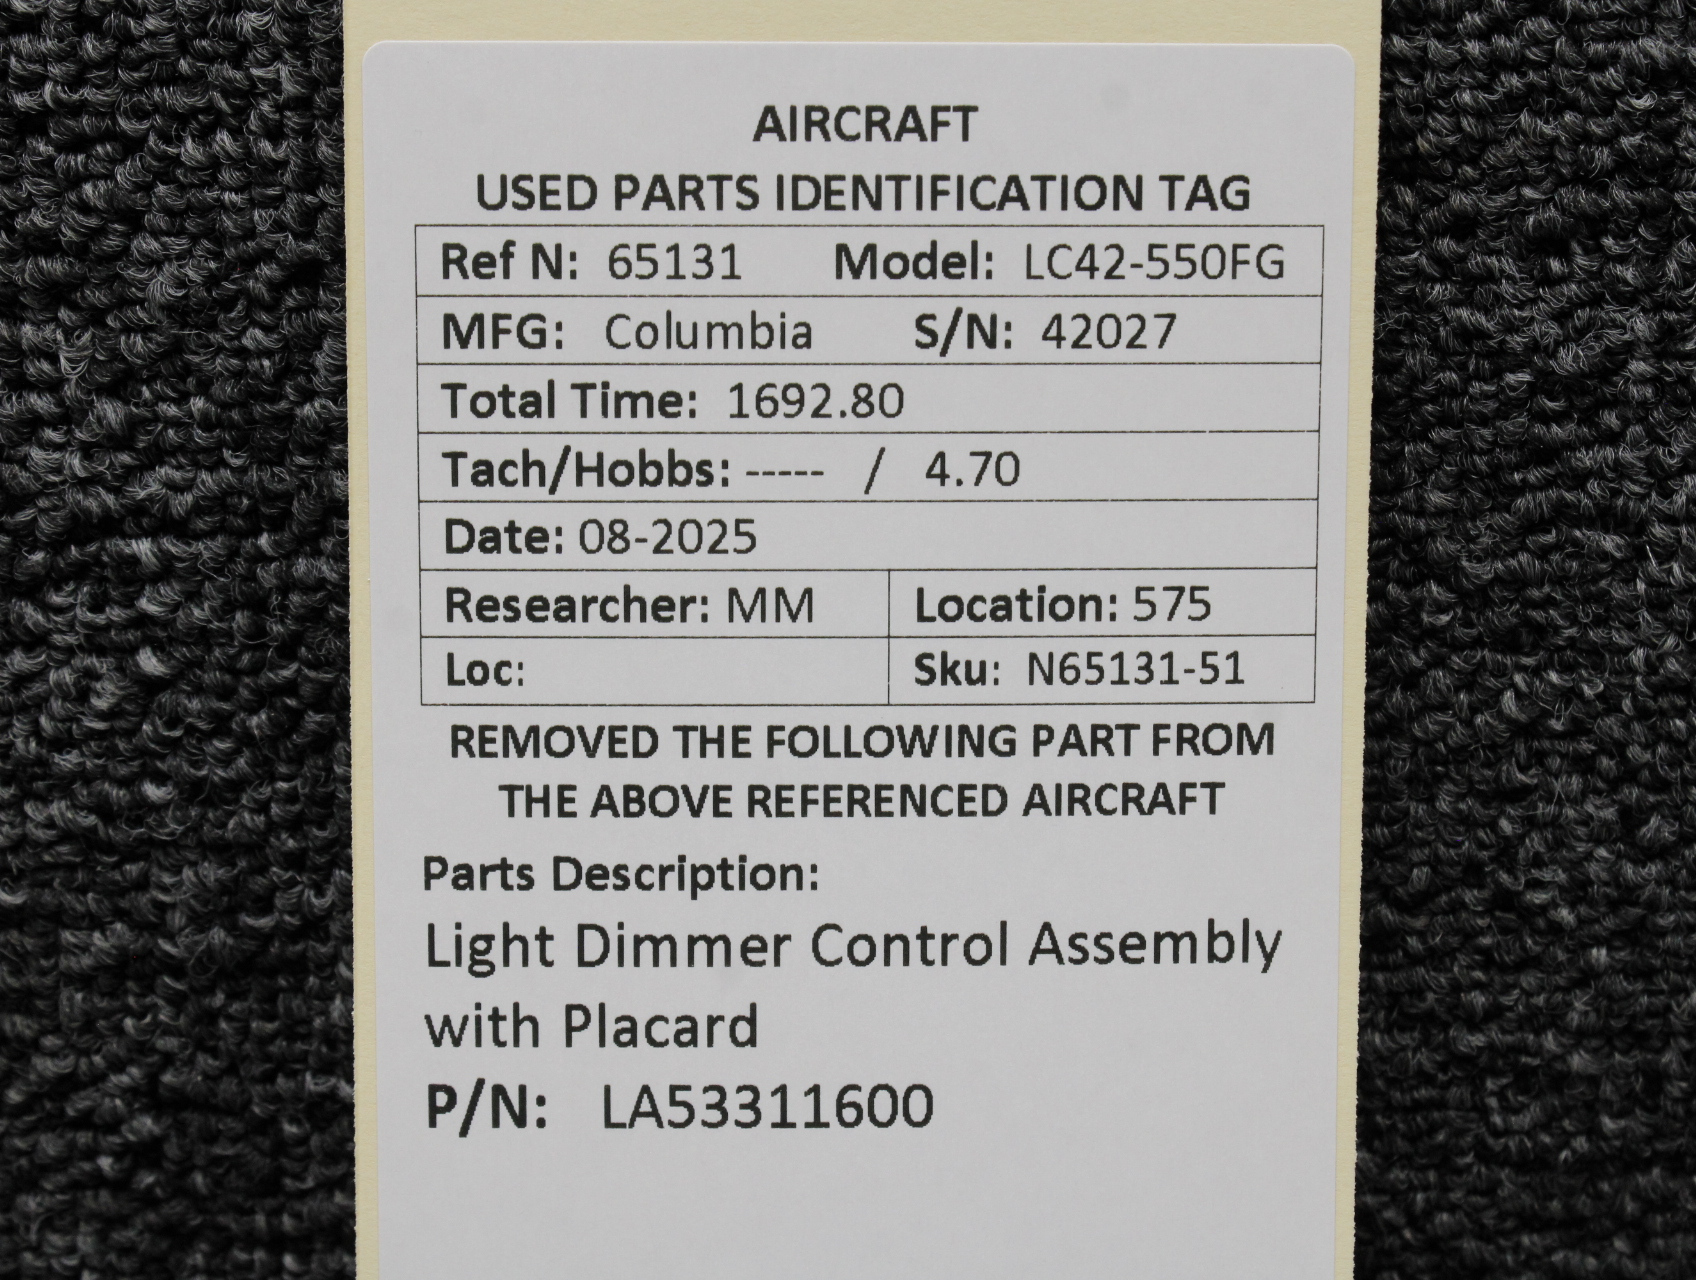 AIRCRAFT
USED PARTS IDENTIFICATION TAG
Ref N: 65131 Model: LC42-550FG
MFG: Columbia S/N: 42027
Total Time: 1692.80
Tach/Hobbs: ----- / 4.70
Date: 08-2025
Researcher: MM Location: 575
Loc: Sku: N65131-51
REMOVED THE FOLLOWING PART FROM
THE ABOVE REFERENCED AIRCRAFT
Parts Description:
Light Dimmer Control Assembly
with Placard
P/N: LA53311600